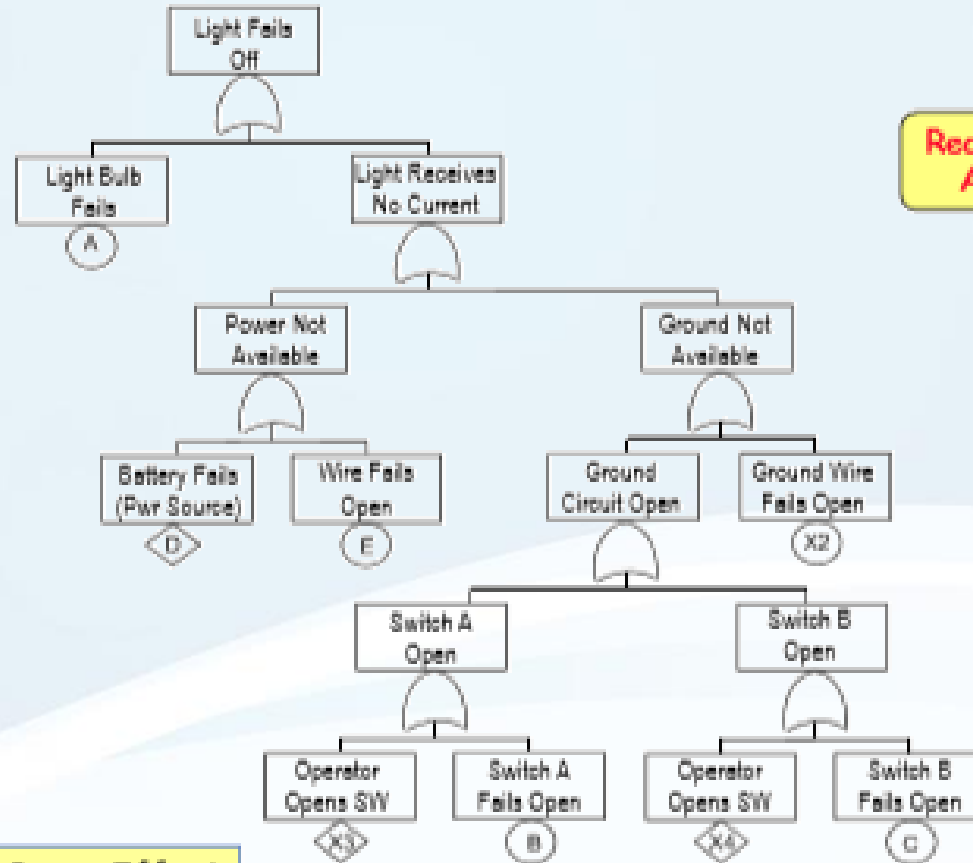 Light Fails
Off
Light Bulb
Fails
A
Light Receives
No Current
Power Not
Available
Ground Not
Available
Battery Fails
(Pwr Source)
D
Wire Fails
Open
E
Ground
Circuit Open
Ground Wire
Fails Open
X2
Switch A
Open
Switch B
Open
Operator
Opens SW
X3
Switch A
Fails Open
B
Operator
Opens SW
X4
Switch B
Fails Open
C